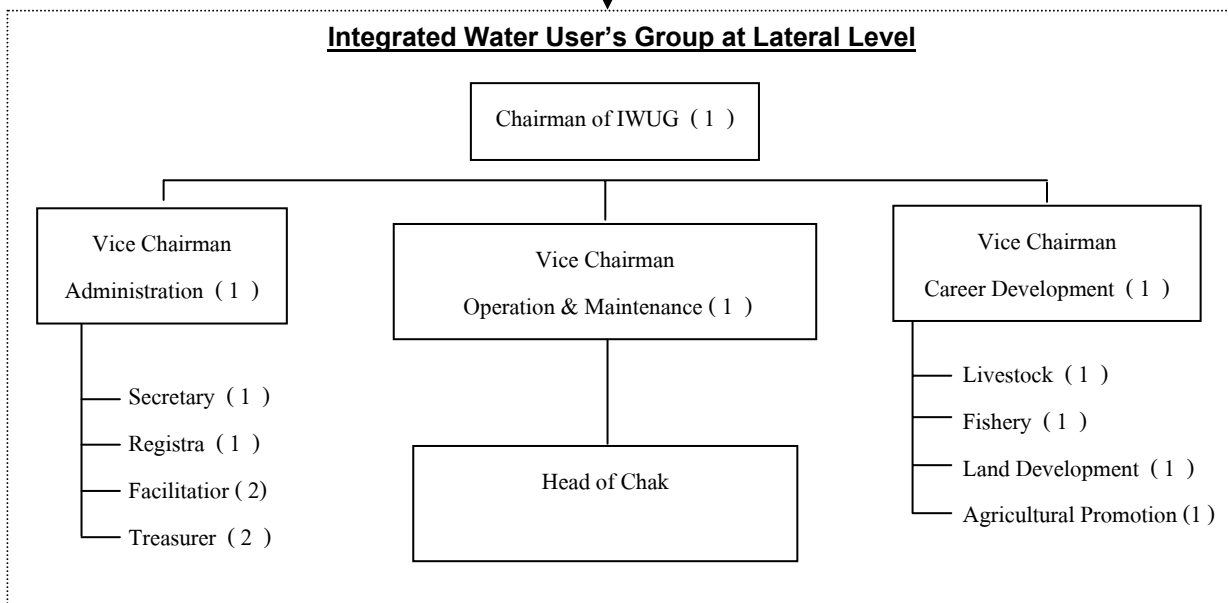 Integrated Water User’s Group at Lateral Level
Chairman of IWUG ( 1 )
Vice Chairman
Administration ( 1 )
Vice Chairman
Operation & Maintenance ( 1 )
Vice Chairman
Career Development ( 1 )
Secretary ( 1 )
Registra ( 1 )
Facilitatior ( 2)
Treasurer ( 2 )
Head of Chak
Livestock ( 1 )
Fishery ( 1 )
Land Development ( 1 )
Agricultural Promotion (1)